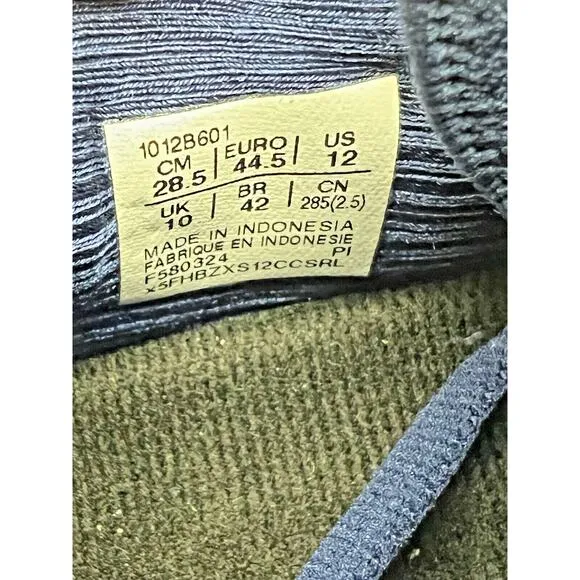 1012B601
CM | EURO | US
28.5 | 44.5 | 12
UK | BR | CN
10 | 42 | 285(2.5)
MADE IN INDONESIA
FABRIQUE EN INDONESIE
F580324 PI
x5FHBZXS12CCSRL